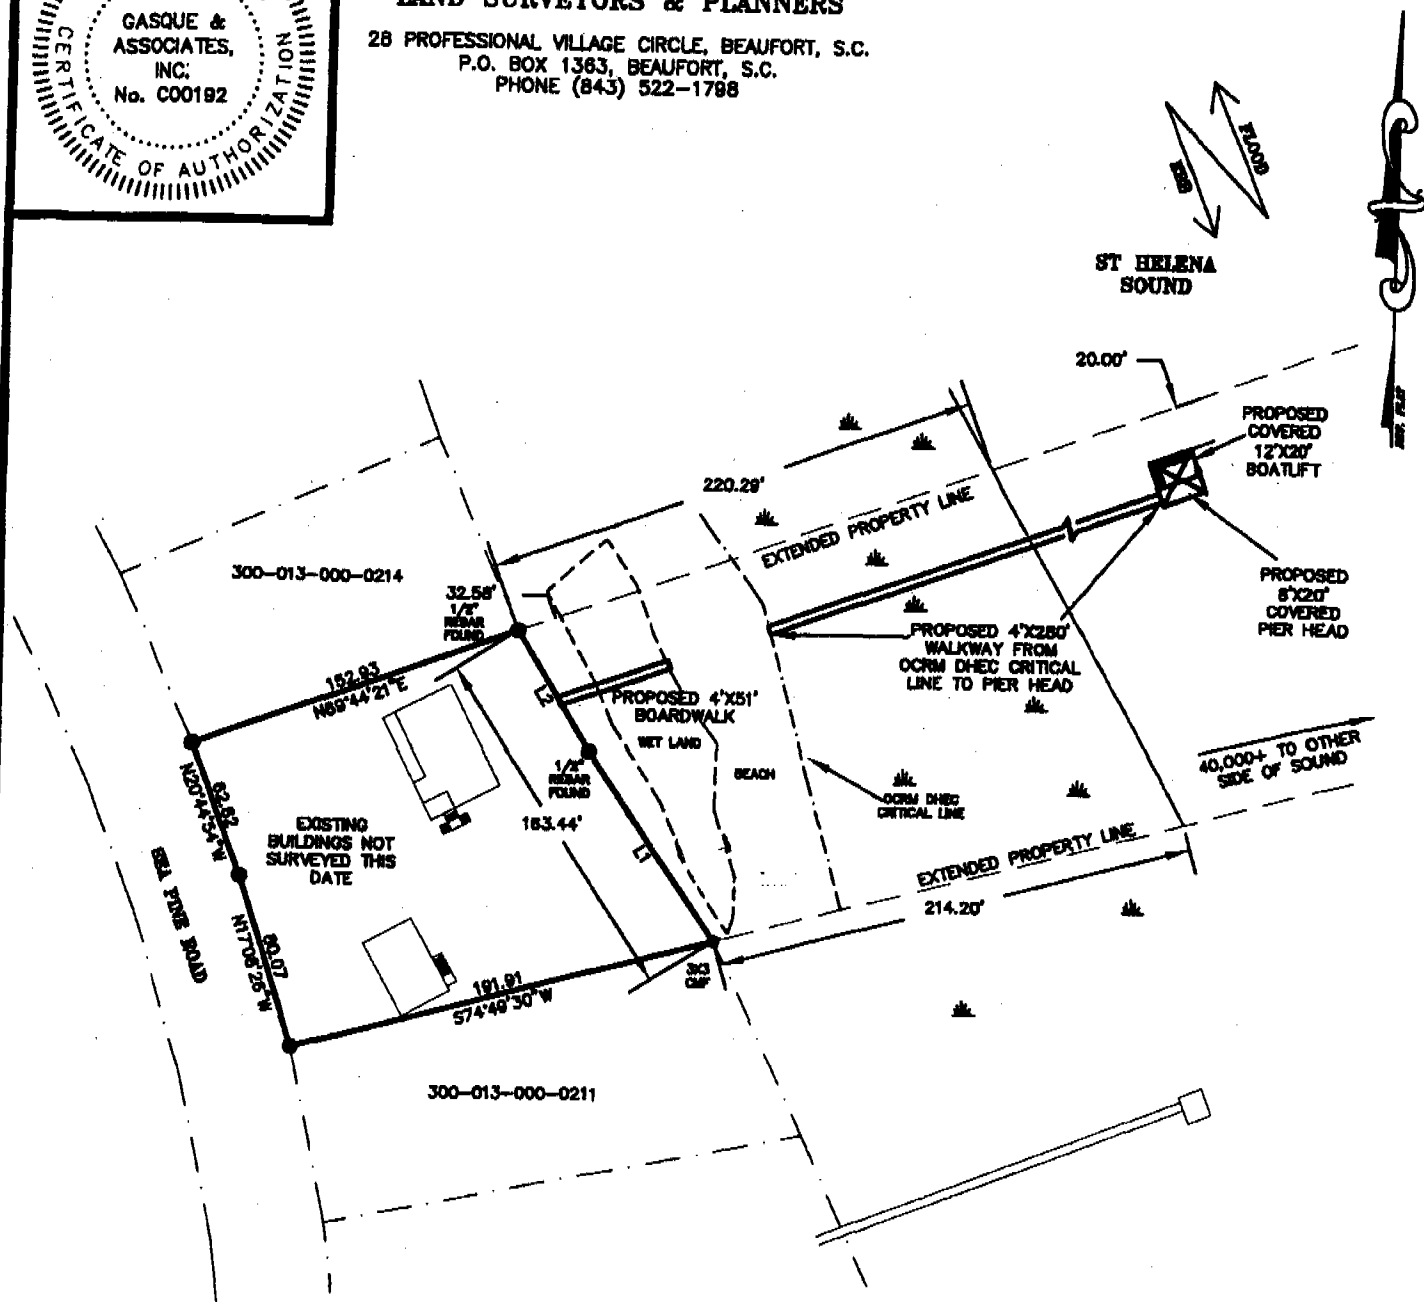 LAND SURVEYORS & PLANNERS
28 PROFESSIONAL VILLAGE CIRCLE, BEAUFORT, S.C.
P.O. BOX 1363, BEAUFORT, S.C.
PHONE (843) 522-1798
GASQUE &
ASSOCIATES,
INC.
No. C00192
CERTIFICATE OF AUTHORIZATION
FLOOD
EBB
ST HELENA
SOUND
20.00'
PROPOSED
COVERED
12'X20'
BOATLIFT
220.29'
EXTENDED PROPERTY LINE
300-013-000-0214
32.58'
1/2"
REBAR
FOUND
PROPOSED
8'X20'
COVERED
PIER HEAD
PROPOSED 4'X280'
WALKWAY FROM
OCRM DHEC CRITICAL
LINE TO PIER HEAD
152.93
N69°44'21"E
L2
PROPOSED 4'X51'
BOARDWALK
WET LAND
BEACH
40,000+ TO OTHER
SIDE OF SOUND
1/2"
REBAR
FOUND
OCRM DHEC
CRITICAL LINE
62.62
N20°44'54"W
163.44'
EXISTING
BUILDINGS NOT
SURVEYED THIS
DATE
L1
EXTENDED PROPERTY LINE
214.20'
SEA PINE ROAD
80.07
N17°06'26"W
3X3
CMF
191.91
S74°49'30"W
300-013-000-0211